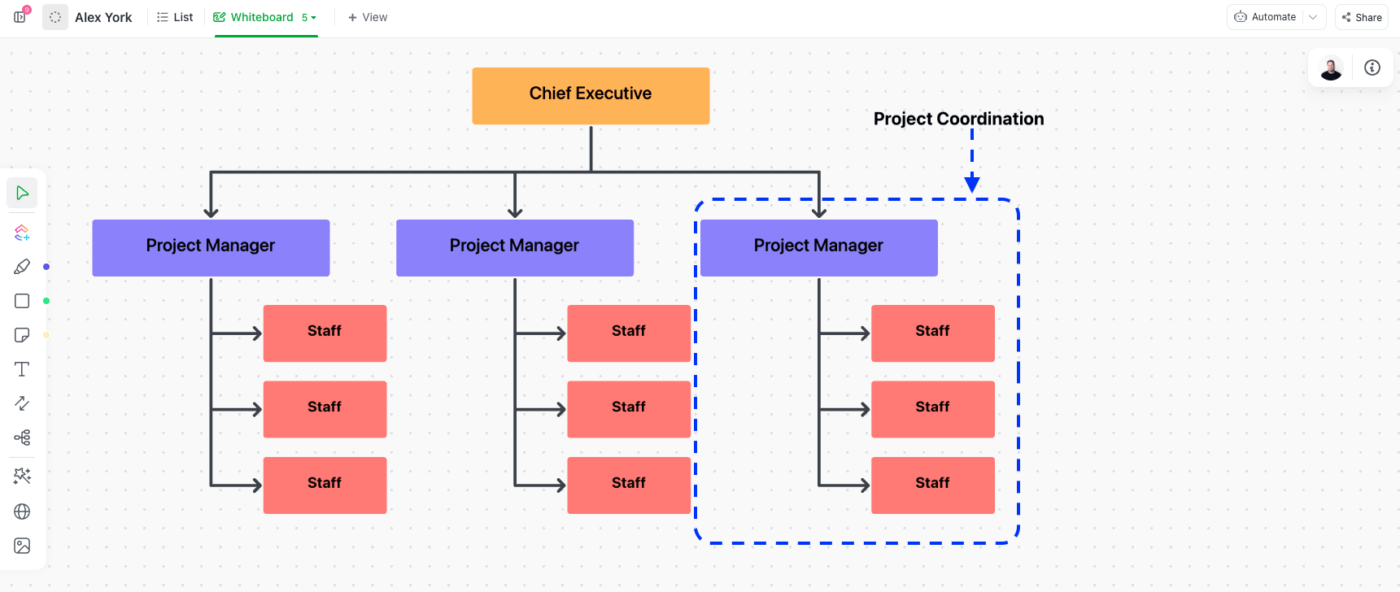 Alex York
List
Whiteboard 5
+ View
Automate
Share
Chief Executive
Project Coordination
Project Manager
Project Manager
Project Manager
Staff
Staff
Staff
Staff
Staff
Staff
Staff
Staff
Staff